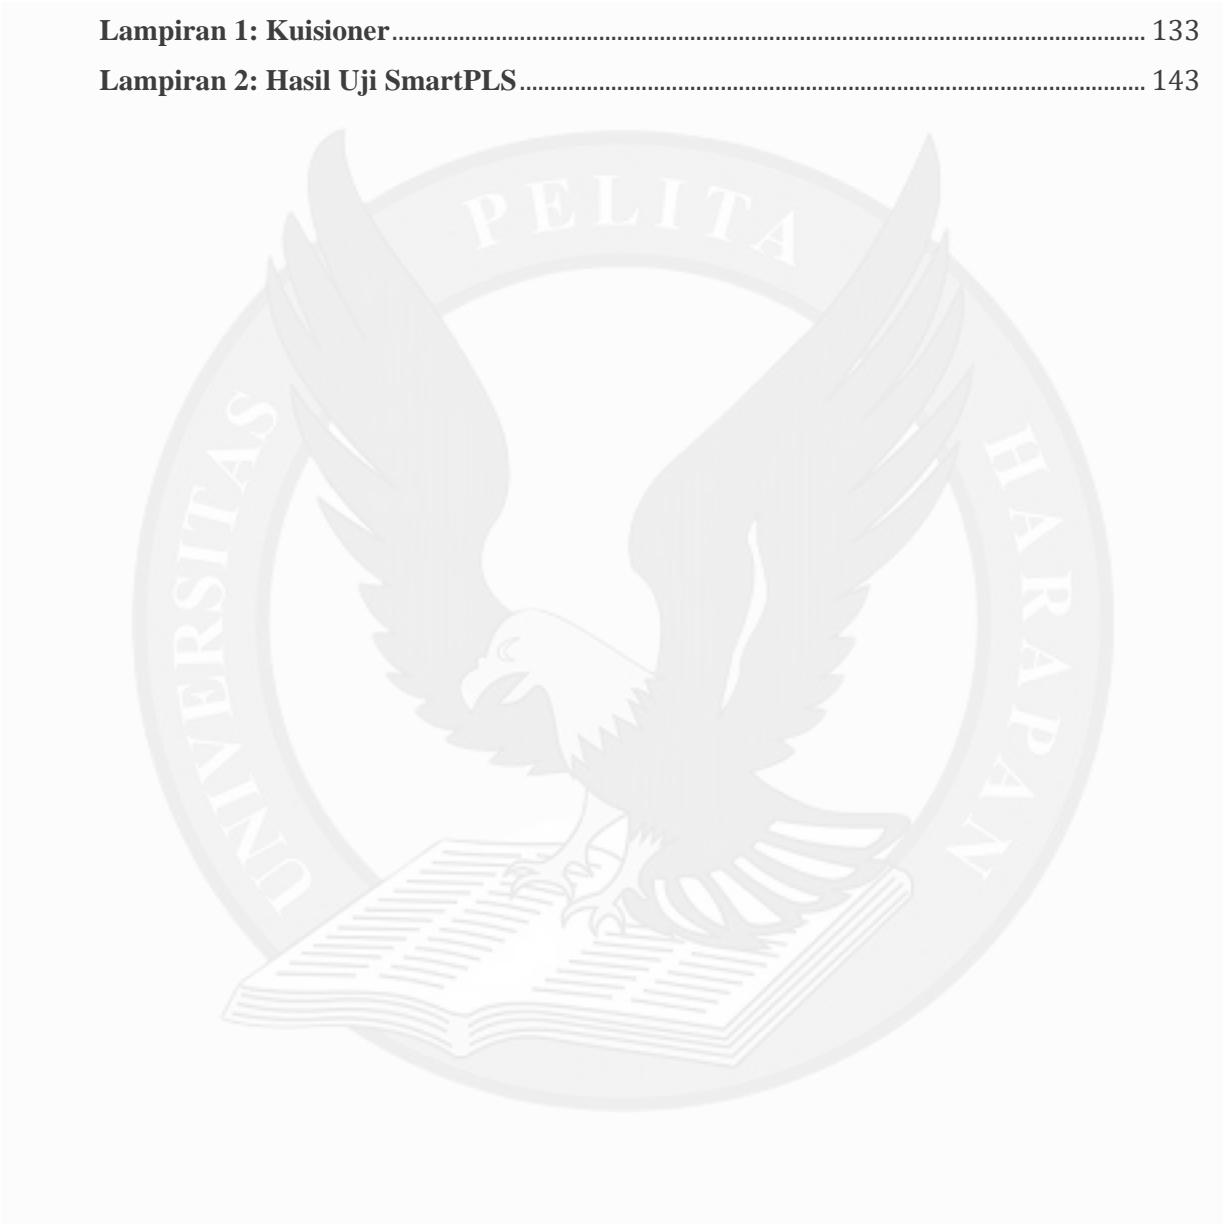 Lampiran 1: Kuisioner........................................................................................................................... 133
Lampiran 2: Hasil Uji SmartPLS...................................................................................................... 143
PELITA
UNIVERSITAS
HARAPAN